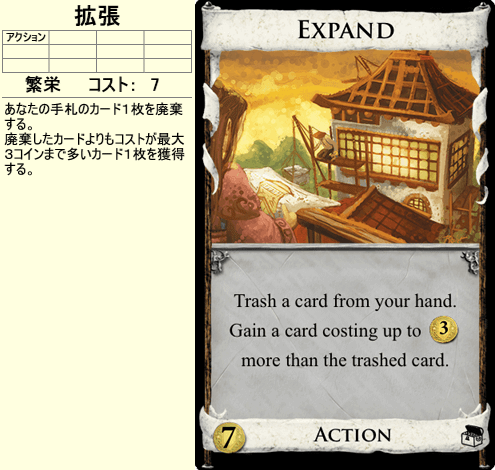 拡張
アクション
繁栄 コスト： 7
あなたの手札のカード１枚を廃棄
する。
廃棄したカードよりもコストが最大
３コインまで多いカード１枚を獲得
する。
EXPAND
Trash a card from your hand.
Gain a card costing up to 3
more than the trashed card.
7 ACTION